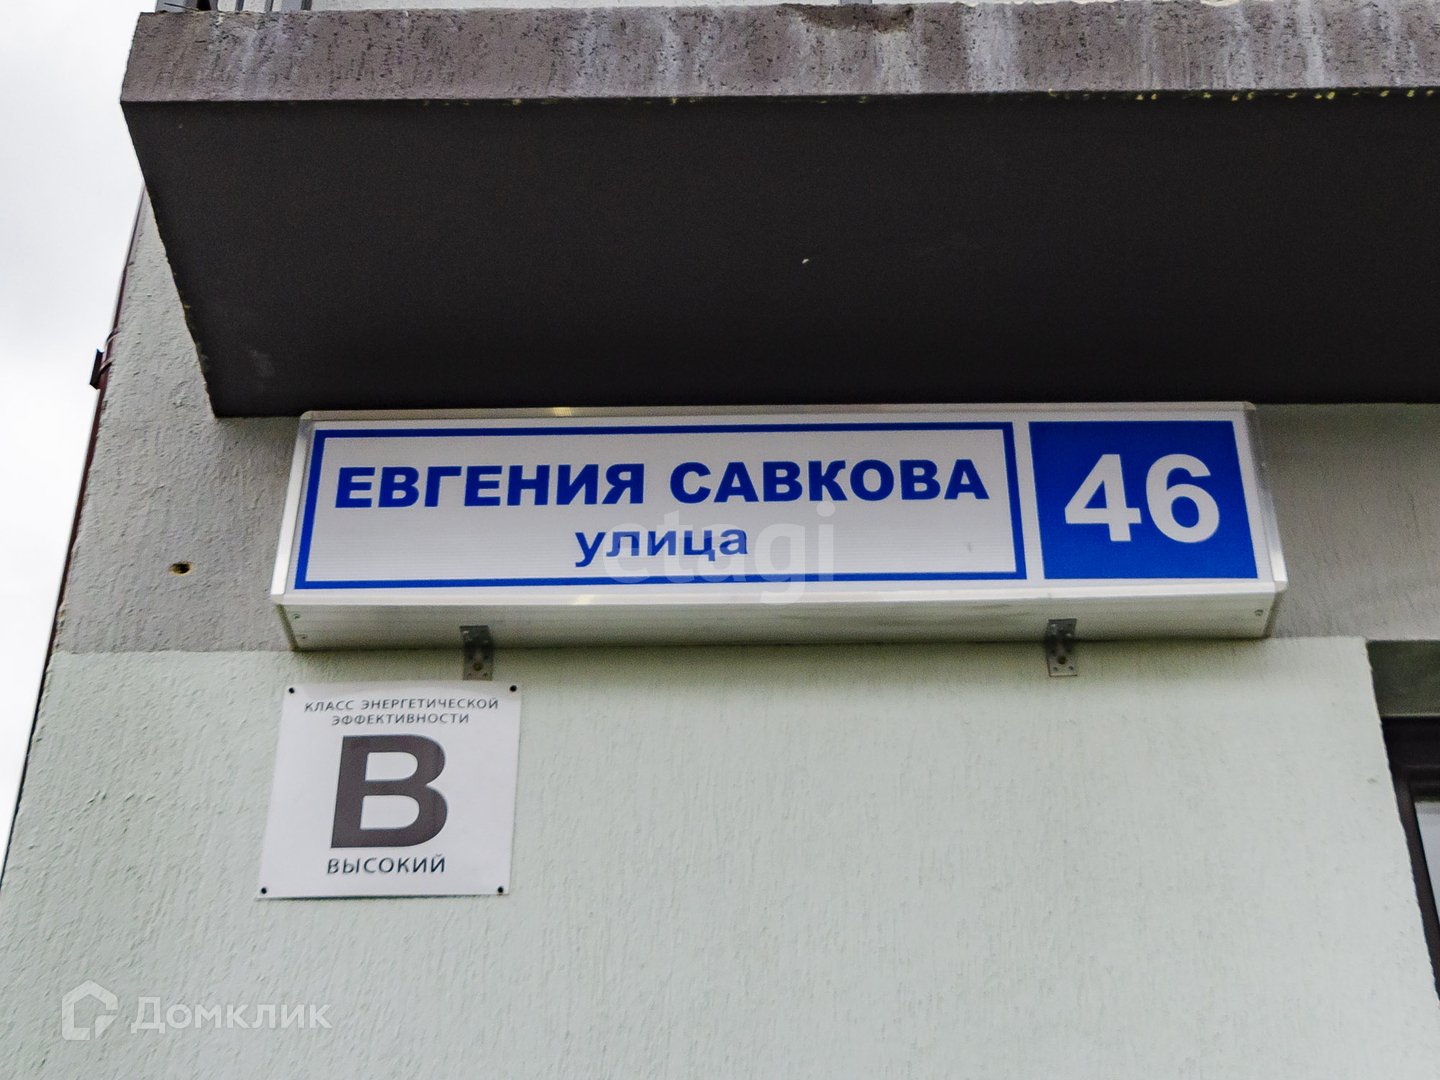 ЕВГЕНИЯ САВКОВА
улица
46
etagi
КЛАСС ЭНЕРГЕТИЧЕСКОЙ
ЭФФЕКТИВНОСТИ
В
ВЫСОКИЙ
Домклик